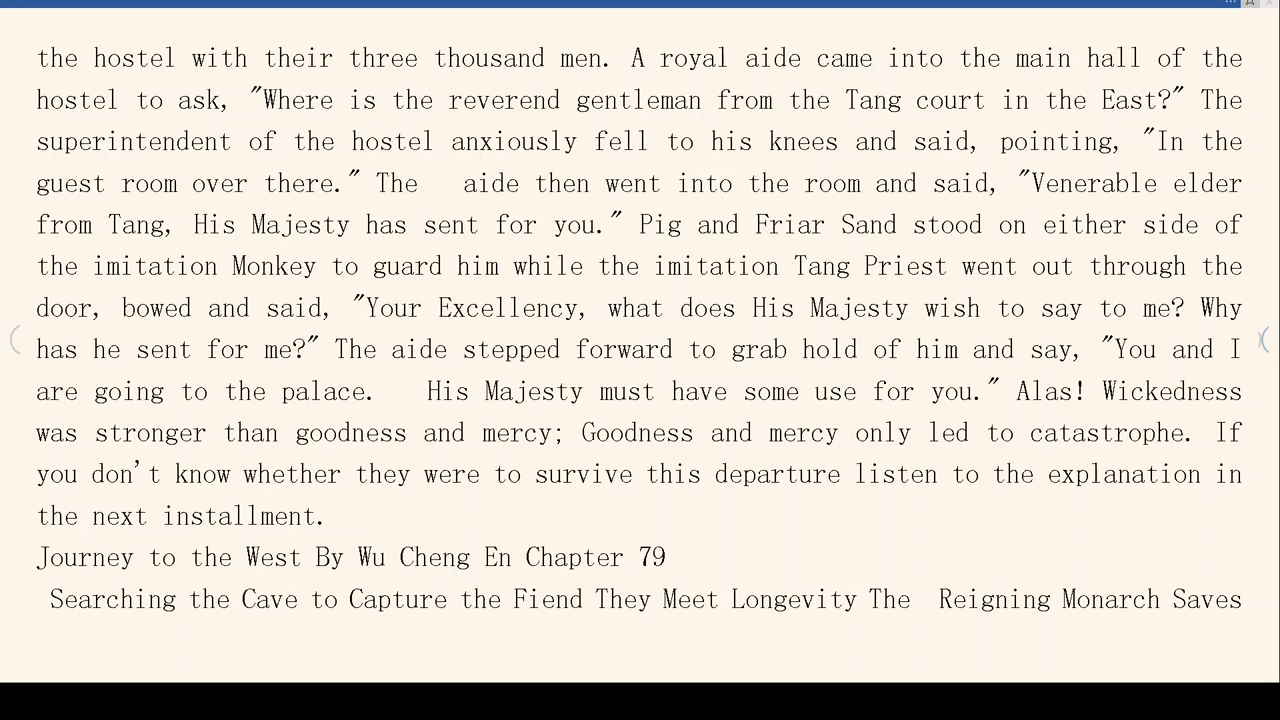 the hostel with their three thousand men. A royal aide came into the main hall of the
hostel to ask, "Where is the reverend gentleman from the Tang court in the East?" The
superintendent of the hostel anxiously fell to his knees and said, pointing, "In the
guest room over there." The aide then went into the room and said, "Venerable elder
from Tang, His Majesty has sent for you." Pig and Friar Sand stood on either side of
the imitation Monkey to guard him while the imitation Tang Priest went out through the
door, bowed and said, "Your Excellency, what does His Majesty wish to say to me? Why
has he sent for me?" The aide stepped forward to grab hold of him and say, "You and I
are going to the palace. His Majesty must have some use for you." Alas! Wickedness
was stronger than goodness and mercy; Goodness and mercy only led to catastrophe. If
you don't know whether they were to survive this departure listen to the explanation in
the next installment.
Journey to the West By Wu Cheng En Chapter 79
Searching the Cave to Capture the Fiend They Meet Longevity The Reigning Monarch Saves